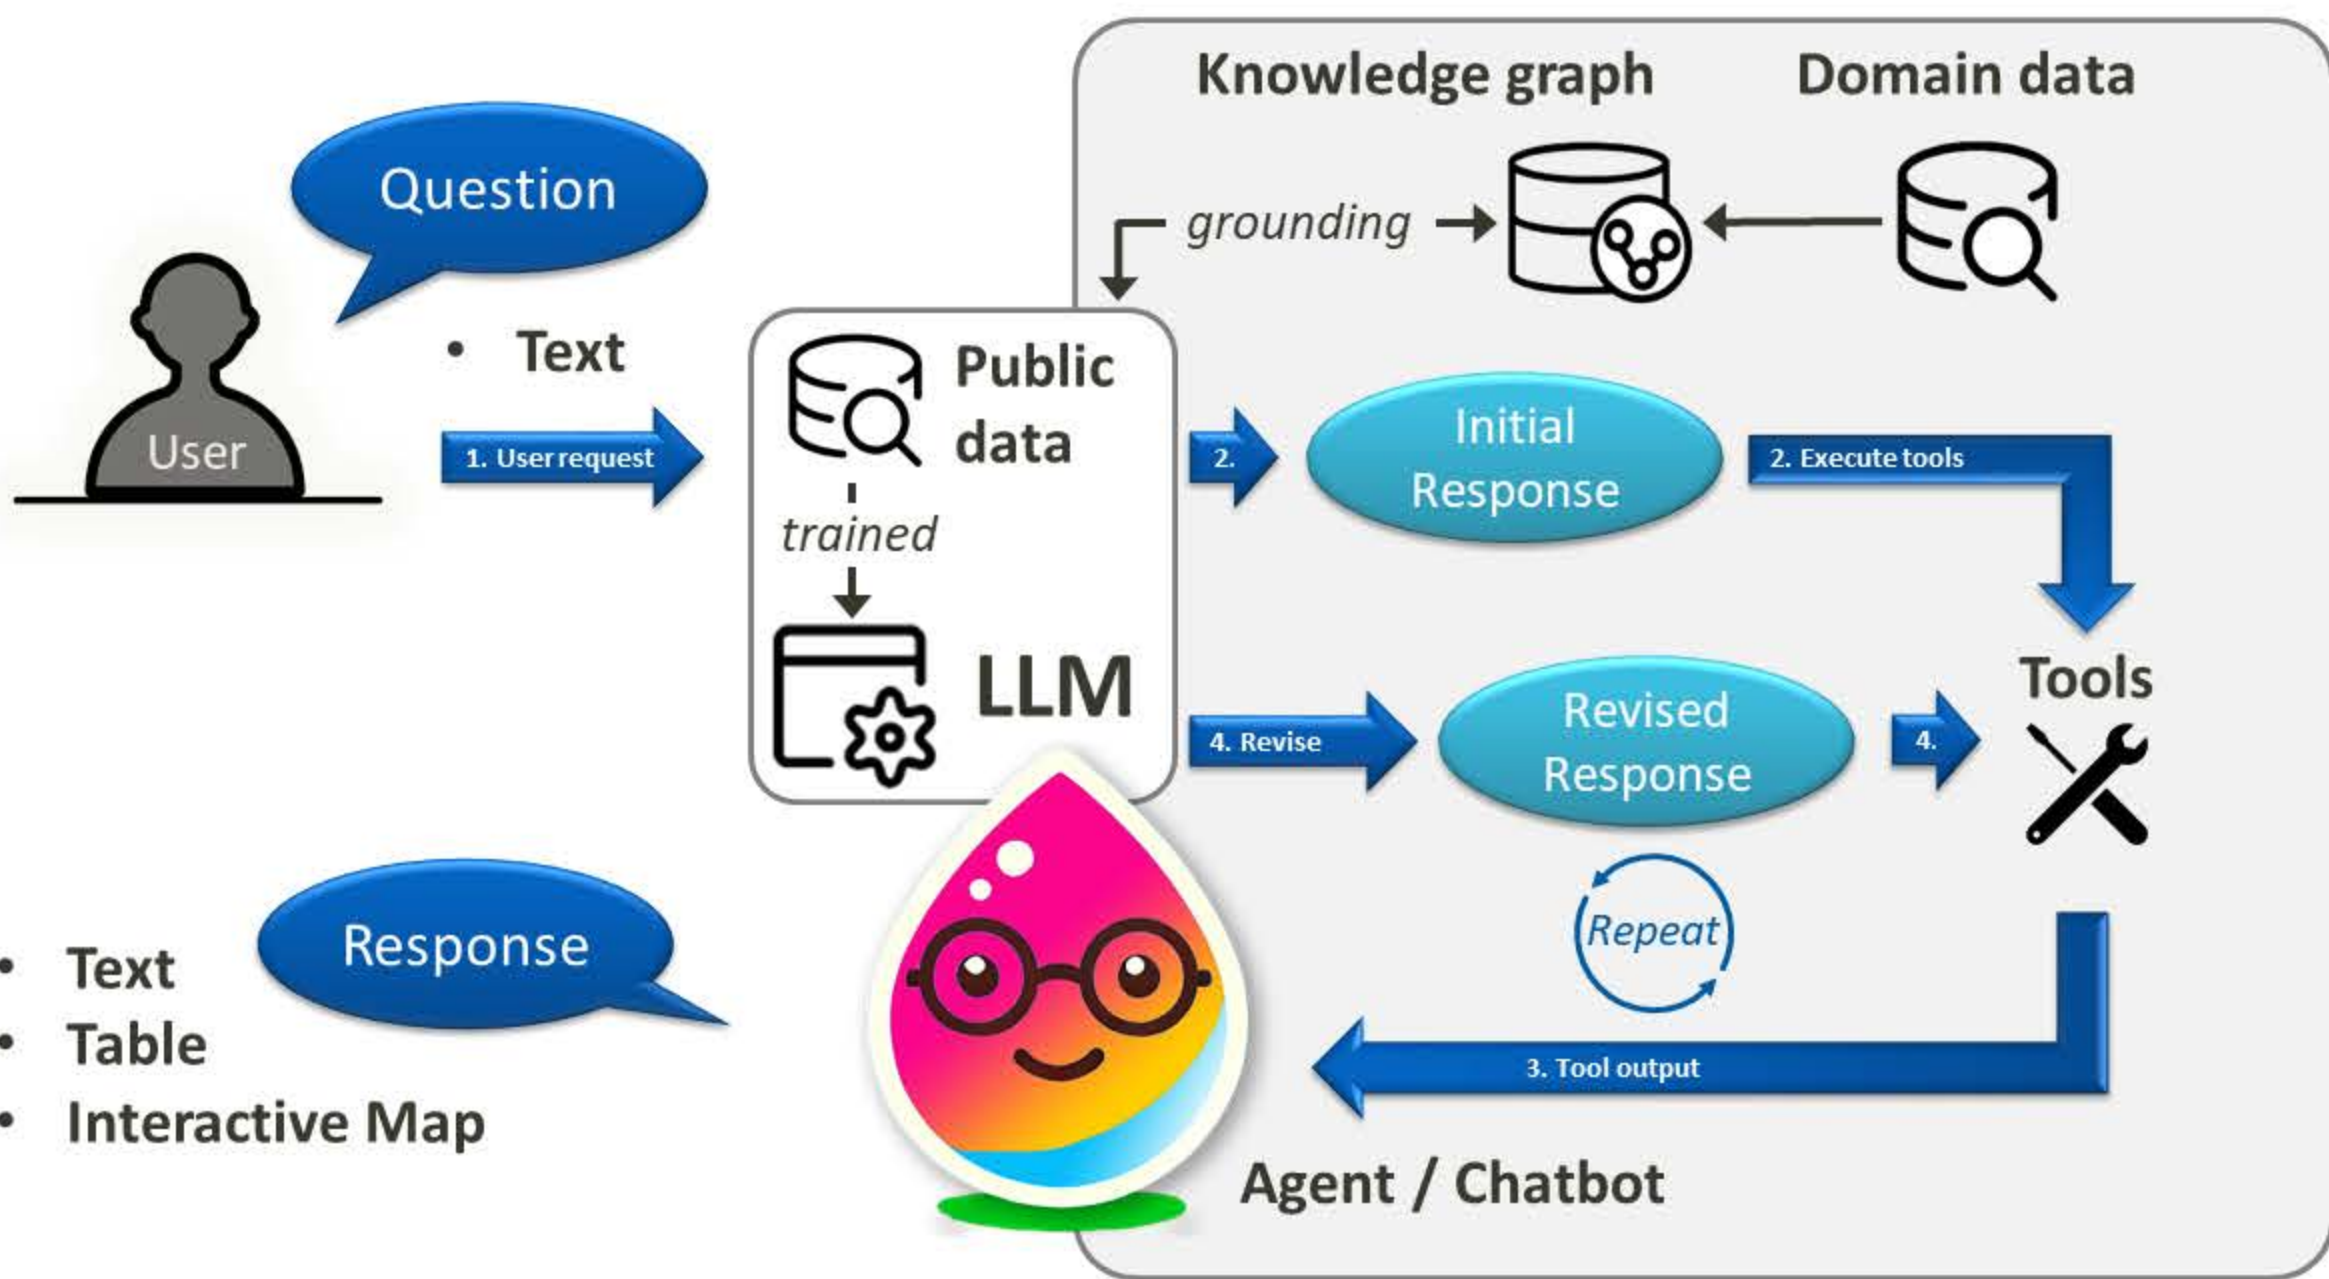 Knowledge graph
Domain data
Question
grounding
• Text
User
1. User request
Public
data
trained
LLM
2.
Initial
Response
2. Execute tools
Tools
4. Revise
Revised
Response
4.
Repeat
3. Tool output
Response
• Text
• Table
• Interactive Map
Agent / Chatbot